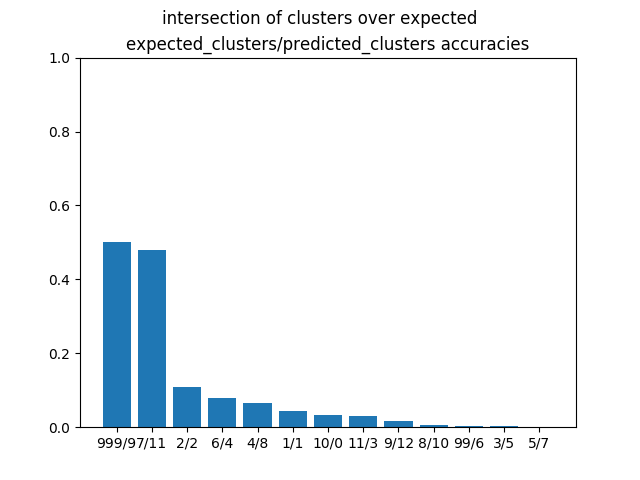 intersection of clusters over expected
expected_clusters/predicted_clusters accuracies
1.0
0.8
0.6
0.4
0.2
0.0
999/9 7/11 2/2 6/4 4/8 1/1 10/0 11/3 9/12 8/10 99/6 3/5 5/7